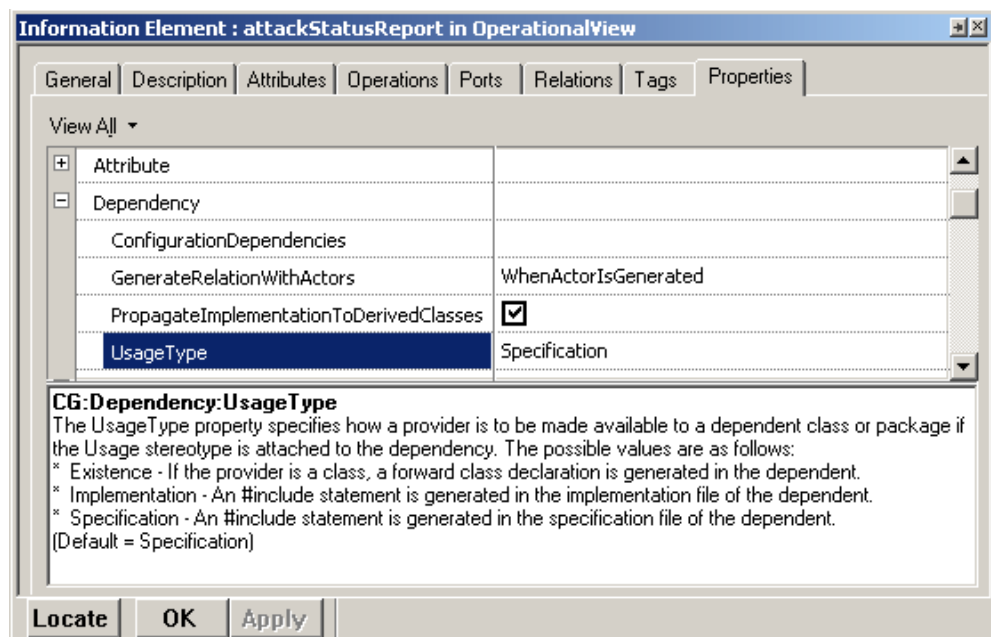 Information Element : attackStatusReport in OperationalView
General Description Attributes Operations Ports Relations Tags Properties
View All
Attribute
Dependency
ConfigurationDependencies
GenerateRelationWithActors WhenActorIsGenerated
PropagateImplementationToDerivedClasses
UsageType Specification
CG:Dependency:UsageType
The UsageType property specifies how a provider is to be made available to a dependent class or package if
the Usage stereotype is attached to the dependency. The possible values are as follows:
* Existence - If the provider is a class, a forward class declaration is generated in the dependent.
* Implementation - An #include statement is generated in the implementation file of the dependent.
* Specification - An #include statement is generated in the specification file of the dependent.
(Default = Specification)
Locate OK Apply